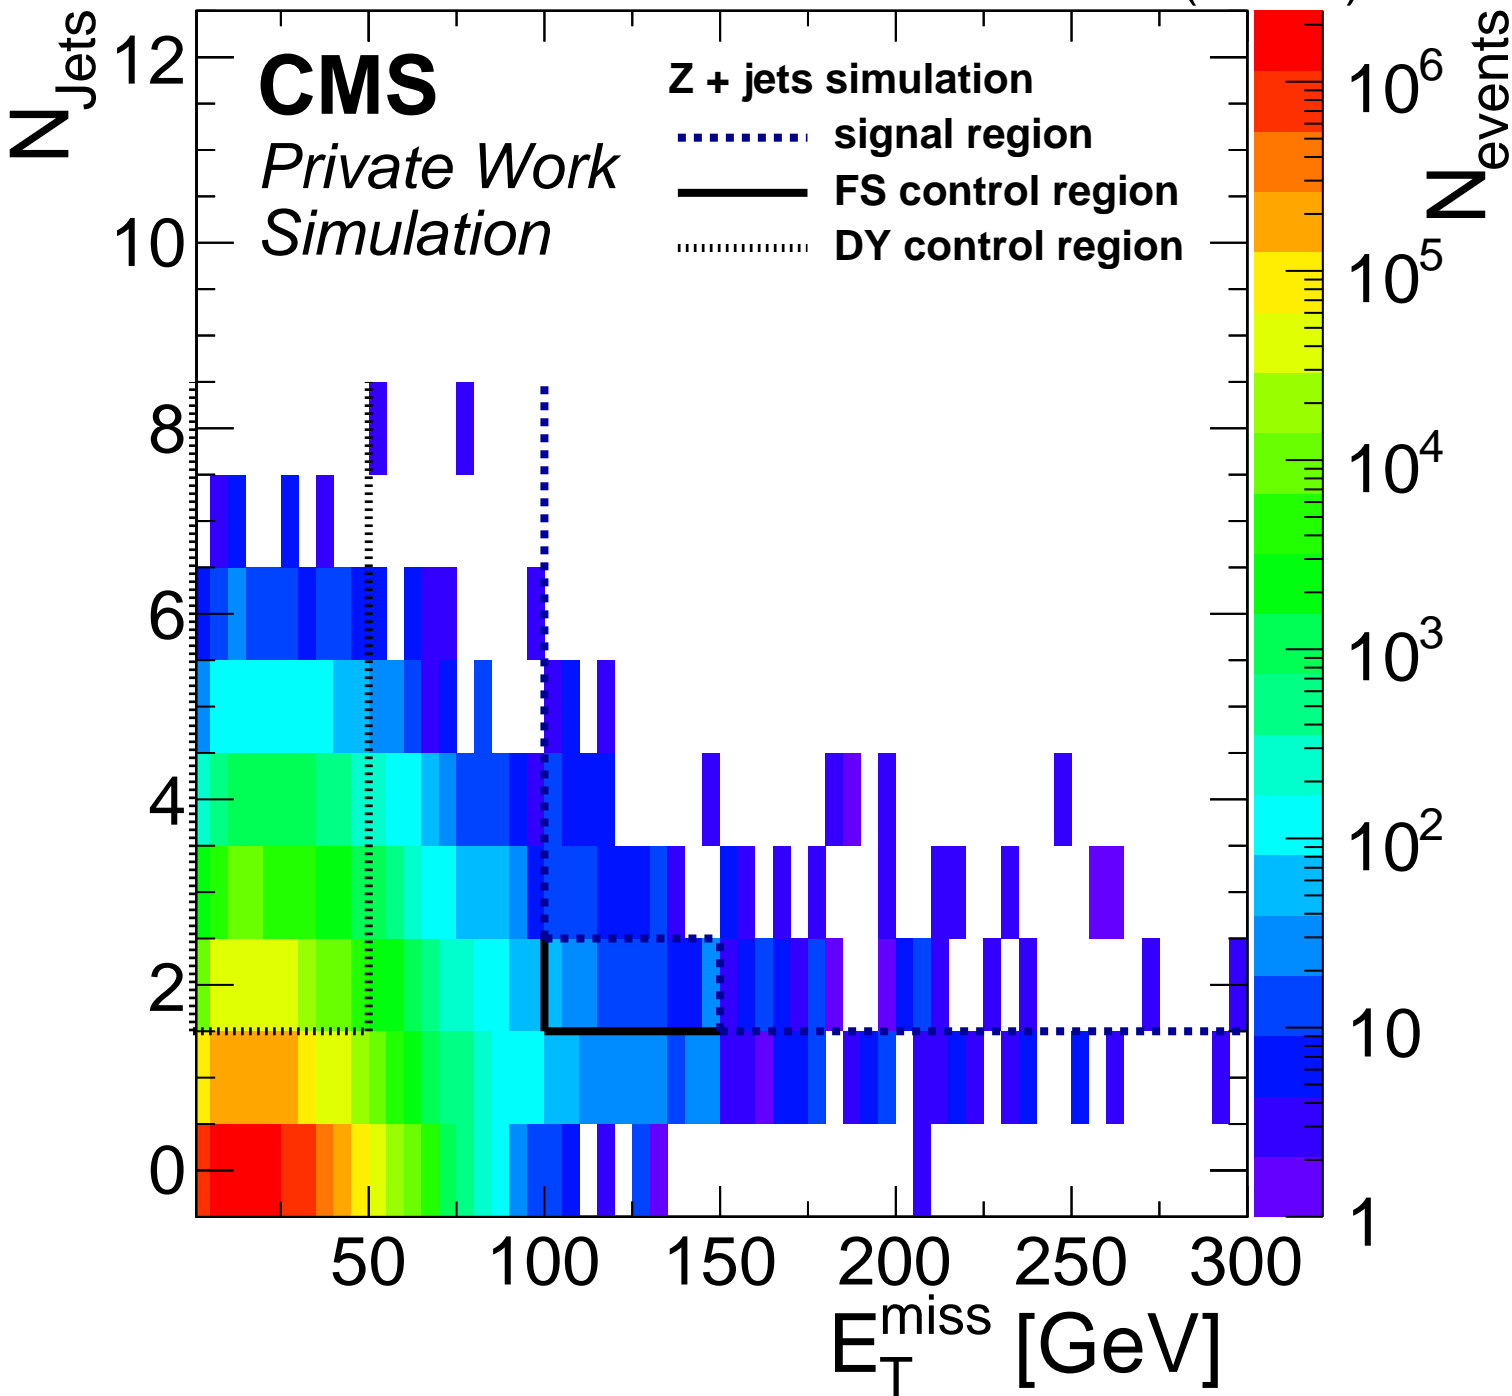 CMS
Private Work
Simulation
Z + jets simulation
signal region
FS control region
DY control region
N_Jets
12
10
8
6
4
2
0
50 100 150 200 250 300
E_T^miss [GeV]
N_events
10^6
10^5
10^4
10^3
10^2
10
1